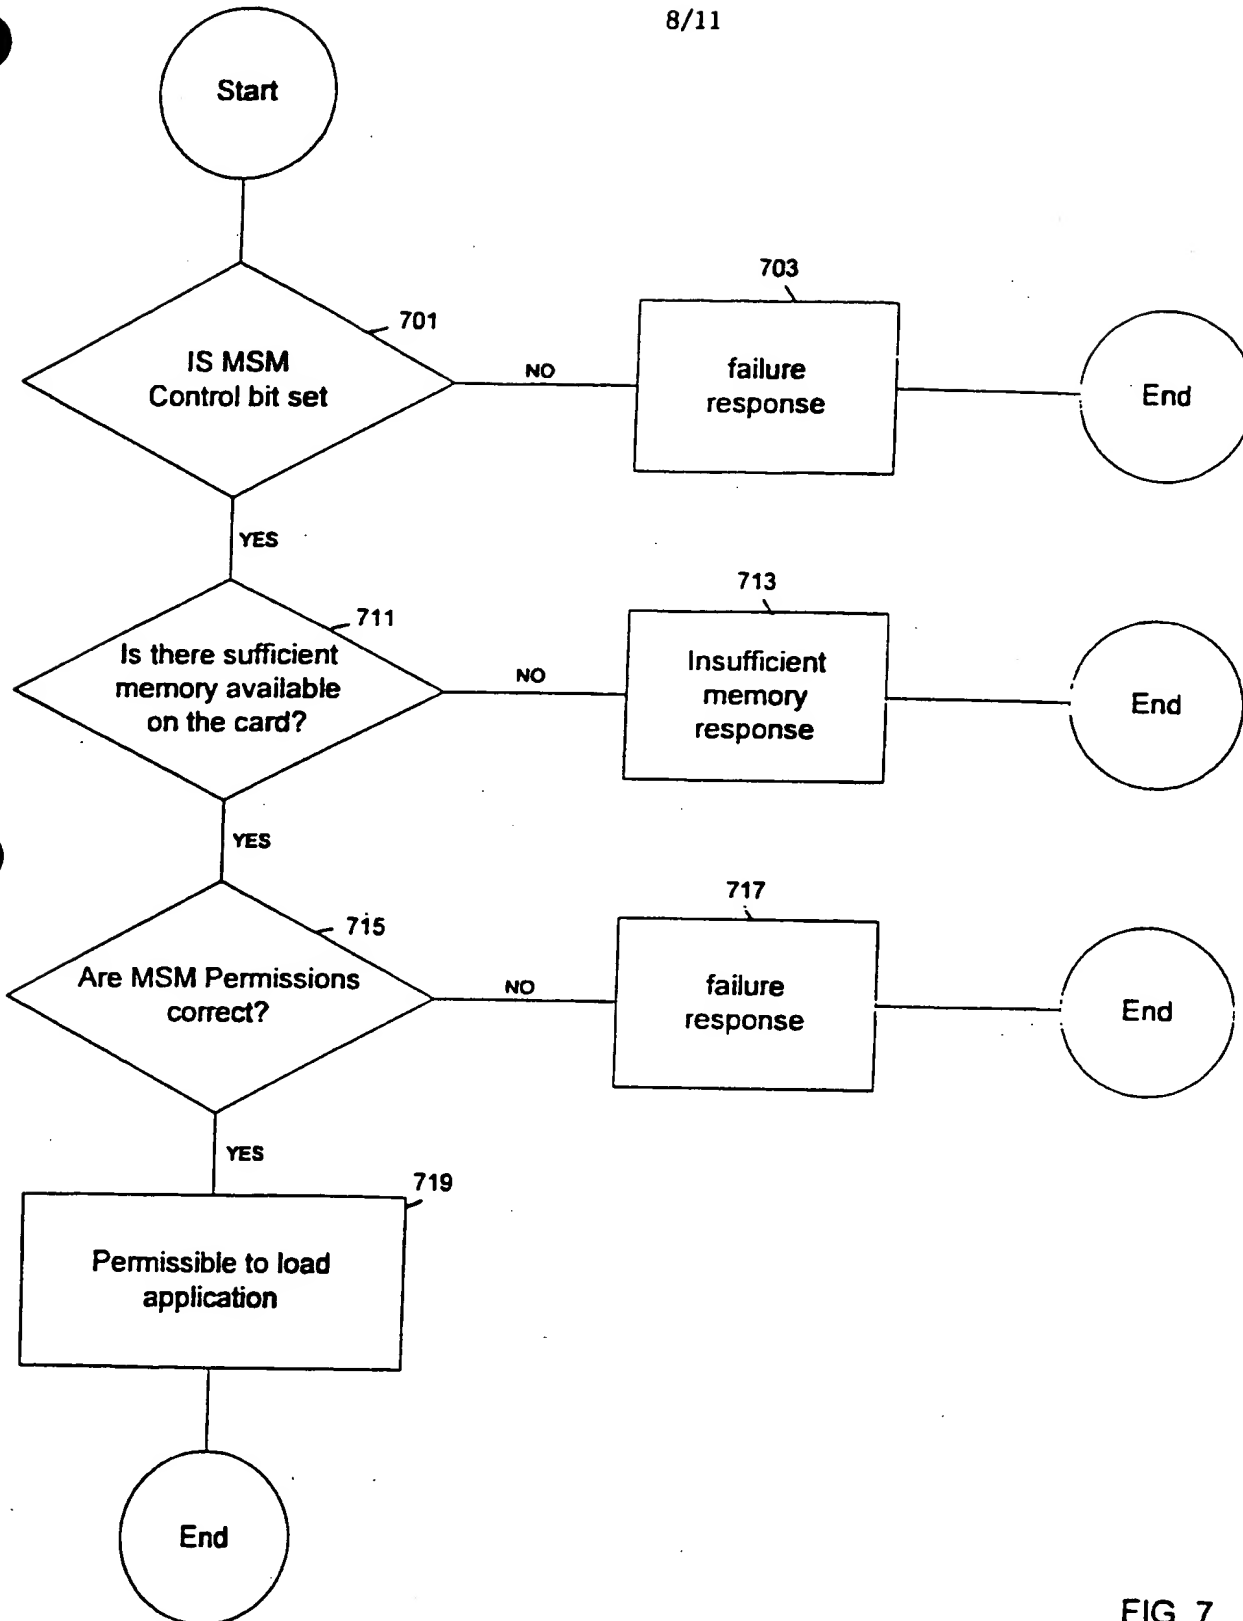 8/11
Start
701
IS MSM
Control bit set
NO
703
failure
response
End
YES
711
Is there sufficient
memory available
on the card?
NO
713
Insufficient
memory
response
End
YES
715
Are MSM Permissions
correct?
NO
717
failure
response
End
YES
719
Permissible to load
application
End
FIG. 7